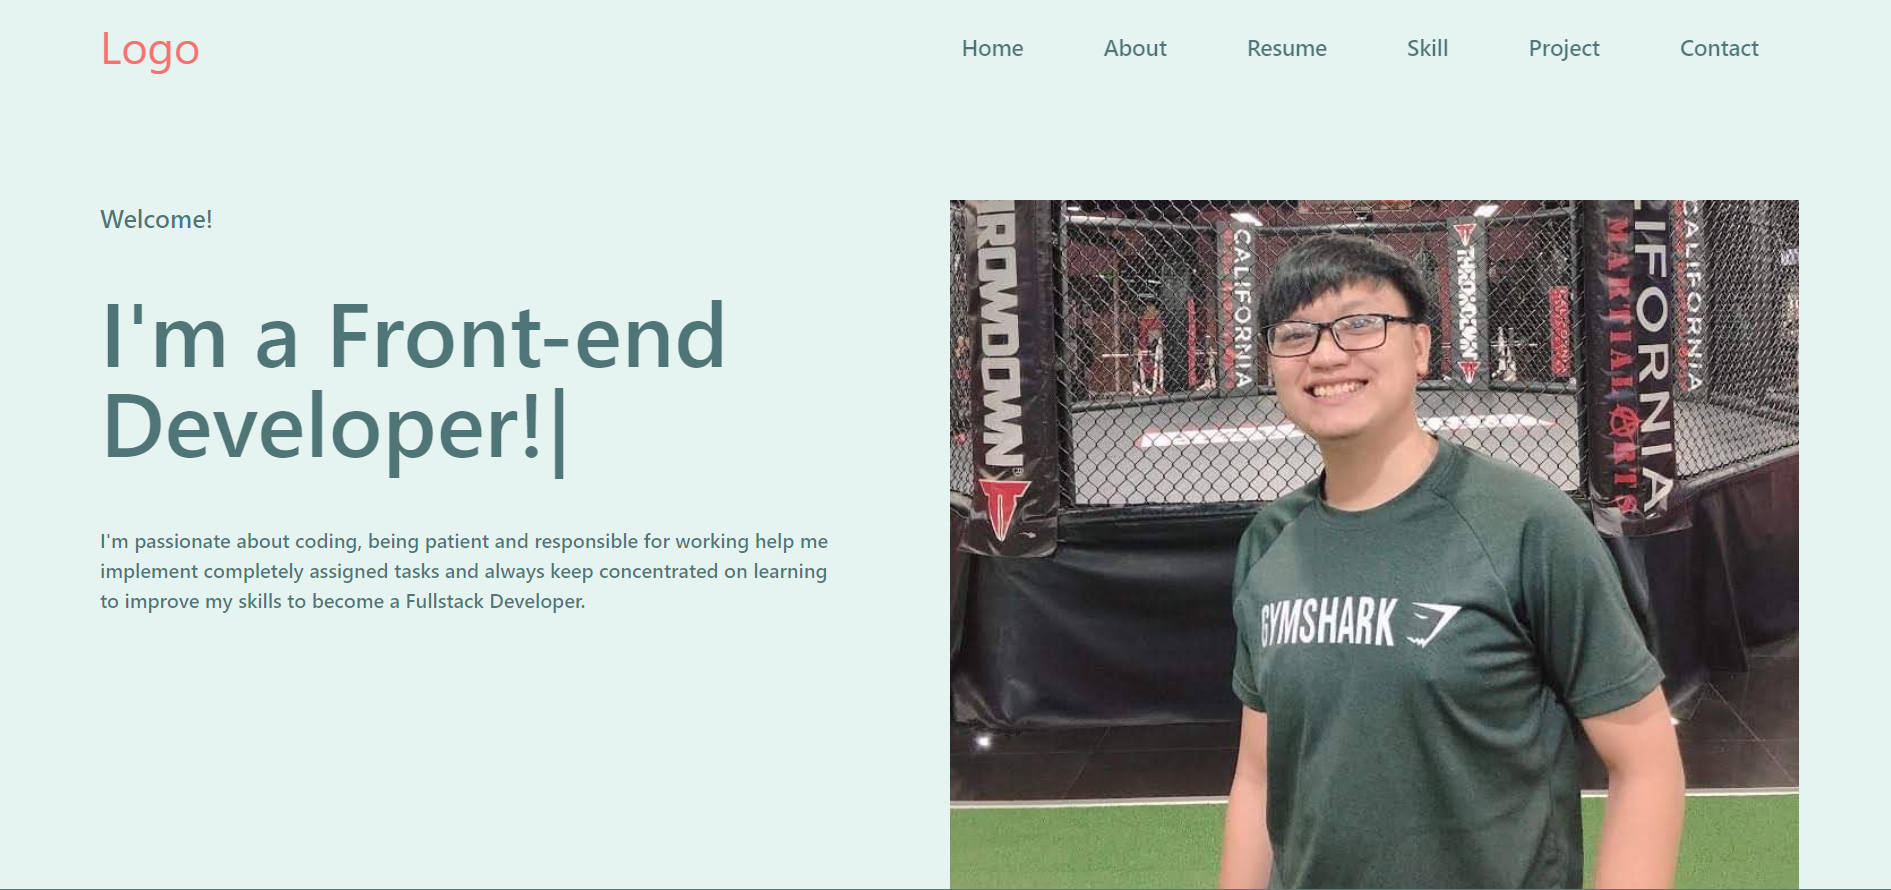 Logo
Home About Resume Skill Project Contact
Welcome!
I'm a Front-end
Developer!|
I'm passionate about coding, being patient and responsible for working help me
implement completely assigned tasks and always keep concentrated on learning
to improve my skills to become a Fullstack Developer.
CALIFORNIA
THROWDOWN
LIFORNIA
MARTIAL ARTS
CALIFORNIA
GYMSHARK